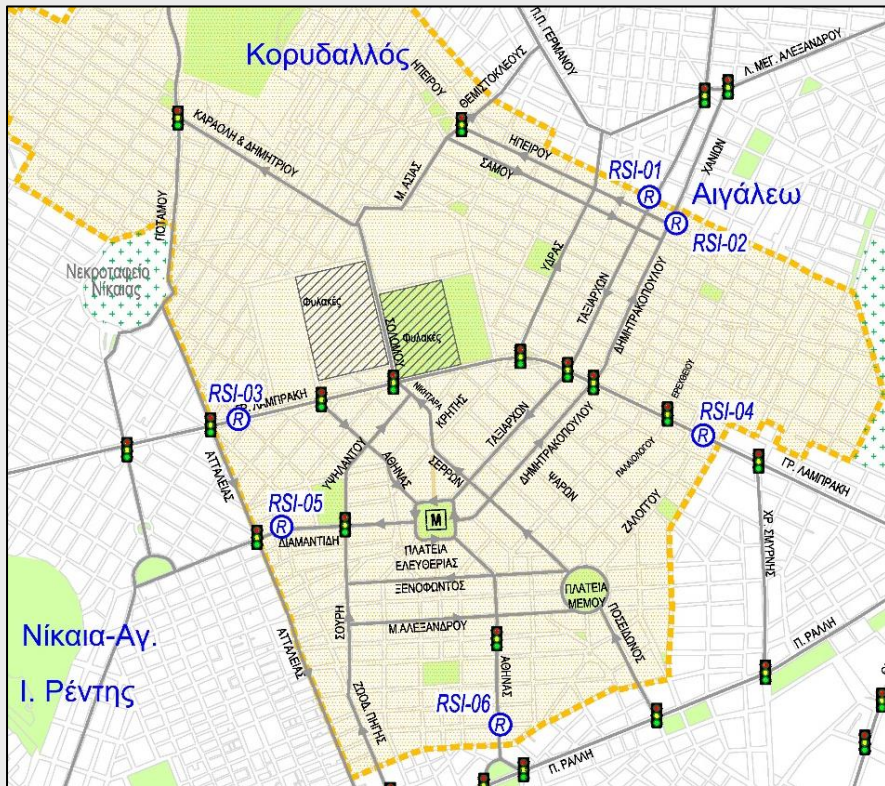 Κορυδαλλός
ΗΠΕΙΡΟΥ
ΘΕΜΙΣΤΟΚΛΕΟΥΣ
Π.Π. ΓΕΡΜΑΝΟΥ
Λ. ΜΕΓ. ΑΛΕΞΑΝΔΡΟΥ
ΚΑΡΑΟΛΗ & ΔΗΜΗΤΡΙΟΥ
ΗΠΕΙΡΟΥ
ΣΑΜΟΥ
Μ. ΑΣΙΑΣ
ΧΑΝΙΩΝ
RSI-01
Αιγάλεω
RSI-02
ΠΟΤΑΜΟΥ
Νεκροταφείο
Νίκαιας
ΥΔΡΑΣ
ΤΑΞΙΑΡΧΩΝ
ΔΗΜΗΤΡΑΚΟΠΟΥΛΟΥ
Φυλακές
ΣΟΛΩΜΟΥ
Φυλακές
RSI-03
ΛΑΜΠΡΑΚΗ
ΝΙΚΗΤΑΡΑ
ΚΡΗΤΗΣ
ΤΑΞΙΑΡΧΩΝ
ΔΗΜΗΤΡΑΚΟΠΟΥΛΟΥ
ΕΡΕΧΘΕΙΟΥ
RSI-04
ΠΑΛΑΙΟΛΟΓΟΥ
ΓΡ. ΛΑΜΠΡΑΚΗ
ΑΤΤΑΛΕΙΑΣ
ΥΨΗΛΑΝΤΟΥ
ΑΘΗΝΑΣ
ΣΕΡΡΩΝ
ΨΑΡΩΝ
ΖΑΛΟΓΓΟΥ
ΧΡ. ΣΜΥΡΝΗΣ
RSI-05
ΔΙΑΜΑΝΤΙΔΗ
M
ΠΛΑΤΕΙΑ
ΕΛΕΥΘΕΡΙΑΣ
ΞΕΝΟΦΩΝΤΟΣ
ΠΛΑΤΕΙΑ
ΜΕΜΟΥ
ΣΟΥΡΗ
Μ.ΑΛΕΞΑΝΔΡΟΥ
ΠΟΣΕΙΔΩΝΟΣ
Νίκαια-Αγ.
Ι. Ρέντης
ΑΤΤΑΛΕΙΑΣ
ΖΩΟΔ. ΠΗΓΗΣ
ΑΘΗΝΑΣ
RSI-06
Π. ΡΑΛΛΗ
Π. ΡΑΛΛΗ